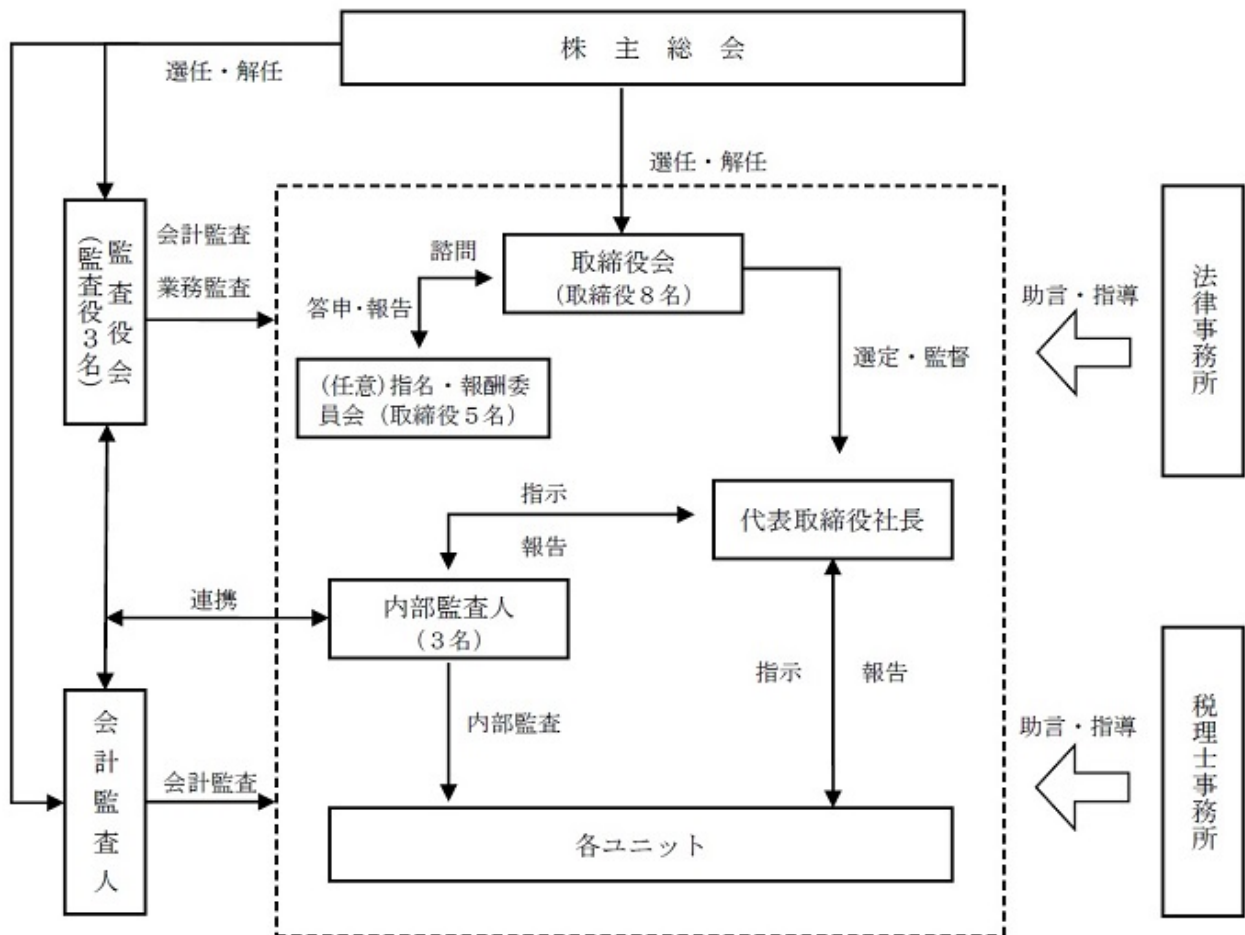 株主総会
選任・解任
選任・解任
監査役会
(監査役3名)
会計監査
業務監査
諮問
取締役会
(取締役8名)
答申・報告
(任意)指名・報酬委
員会(取締役5名)
選定・監督
助言・指導
法律事務所
指示
報告
代表取締役社長
連携
内部監査人
(3名)
指示
報告
内部監査
会計監査人
会計監査
各ユニット
助言・指導
税理士事務所